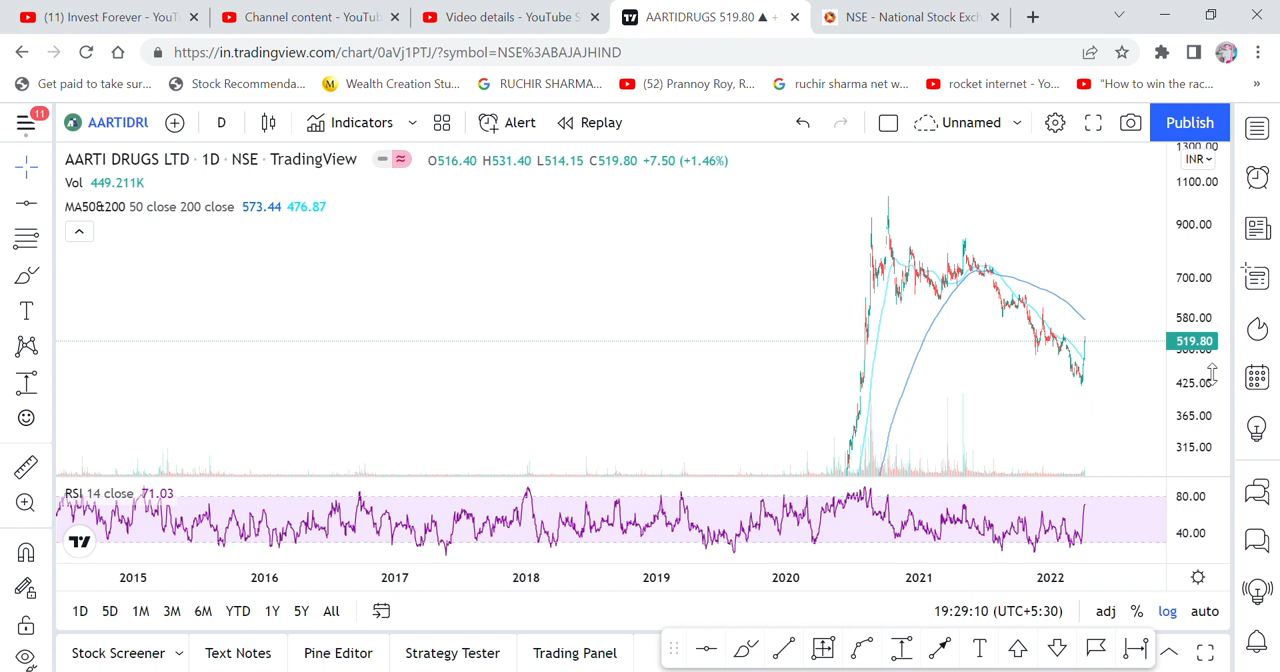 (11) Invest Forever - YouT
Channel content - YouTub
Video details - YouTube S
AARTIDRUGS 519.80 ▲ +
NSE - National Stock Exch
https://in.tradingview.com/chart/0aVj1PTJ/?symbol=NSE%3ABAJAJHIND
Get paid to take sur...
Stock Recommenda...
Wealth Creation Stu...
RUCHIR SHARMA...
(52) Prannoy Roy, R...
ruchir sharma net w...
rocket internet - Yo...
"How to win the rac...
»
11
AARTIDRU
D
Indicators
Alert
Replay
Unnamed
Publish
AARTI DRUGS LTD · 1D · NSE · TradingView
O516.40 H531.40 L514.15 C519.80 +7.50 (+1.46%)
Vol 449.211K
MA50&200 50 close 200 close 573.44 476.87
1300.00
INR
1100.00
900.00
700.00
580.00
519.80
500.00
425.00
365.00
315.00
RSI 14 close 71.03
80.00
40.00
2015 2016 2017 2018 2019 2020 2021 2022
1D 5D 1M 3M 6M YTD 1Y 5Y All
19:29:10 (UTC+5:30)
adj % log auto
Stock Screener
Text Notes
Pine Editor
Strategy Tester
Trading Panel